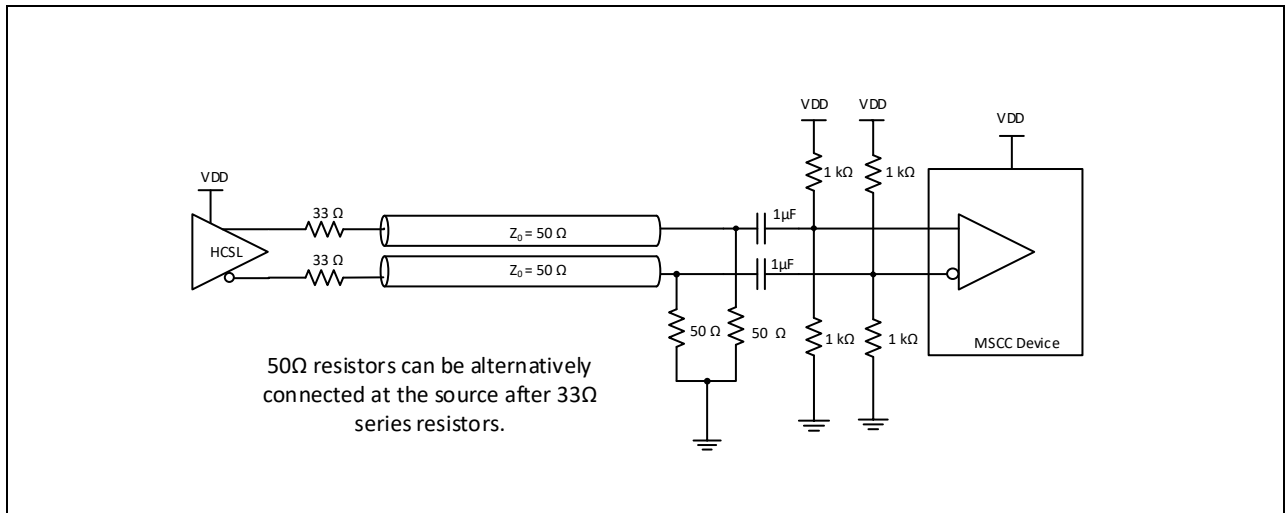 VDD VDD
VDD
1 kΩ 1 kΩ
VDD
33 Ω
1µF
HCSL
Z0 = 50 Ω
33 Ω
1µF
Z0 = 50 Ω
50 Ω 50 Ω
1 kΩ 1 kΩ
MSCC Device
50Ω resistors can be alternatively
connected at the source after 33Ω
series resistors.